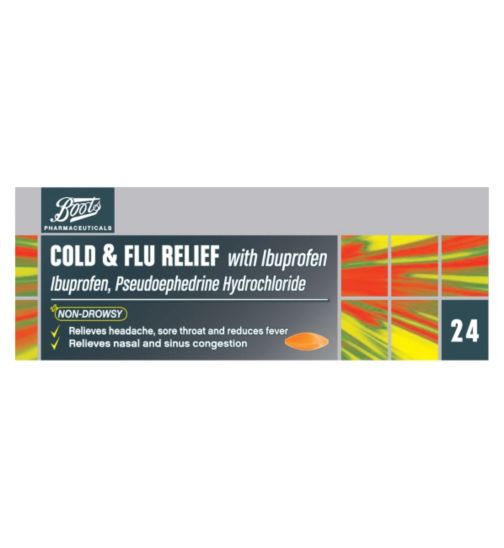 Boots
PHARMACEUTICALS
COLD & FLU RELIEF with Ibuprofen
Ibuprofen, Pseudoephedrine Hydrochloride
NON-DROWSY
Relieves headache, sore throat and reduces fever
Relieves nasal and sinus congestion
24